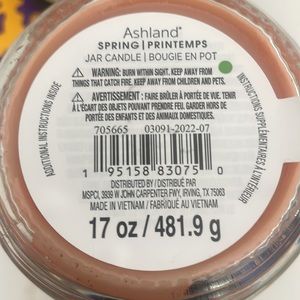 Ashland®
SPRING | PRINTEMPS
JAR CANDLE / BOUGIE EN POT
⚠ WARNING: BURN WITHIN SIGHT. KEEP AWAY FROM
THINGS THAT CATCH FIRE. KEEP AWAY FROM CHILDREN AND PETS.
⚠ AVERTISSEMENT : FAIRE BRÛLER À PORTÉE DE VUE. TENIR
À L'ÉCART DES OBJETS POUVANT PRENDRE FEU. GARDER HORS DE
PORTÉE DES ENFANTS ET DES ANIMAUX DOMESTIQUES.
705665 03091-2022-07
1 95158 83075 0
DISTRIBUTED BY / DISTRIBUÉ PAR
MSPCI, 3939 W JOHN CARPENTER FWY, IRVING, TX 75063
MADE IN VIETNAM / FABRIQUÉ AU VIETNAM
17 oz / 481.9 g
ADDITIONAL INSTRUCTIONS INSIDE
INSTRUCTIONS SUPPLÉMENTAIRES À L'INTÉRIEUR